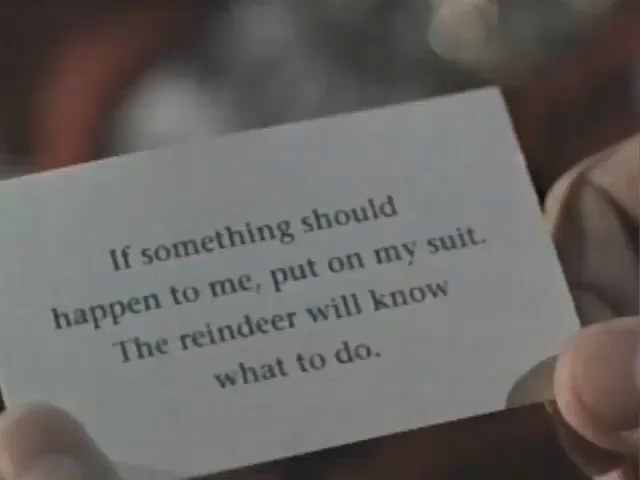 If something should
happen to me, put on my suit.
The reindeer will know
what to do.